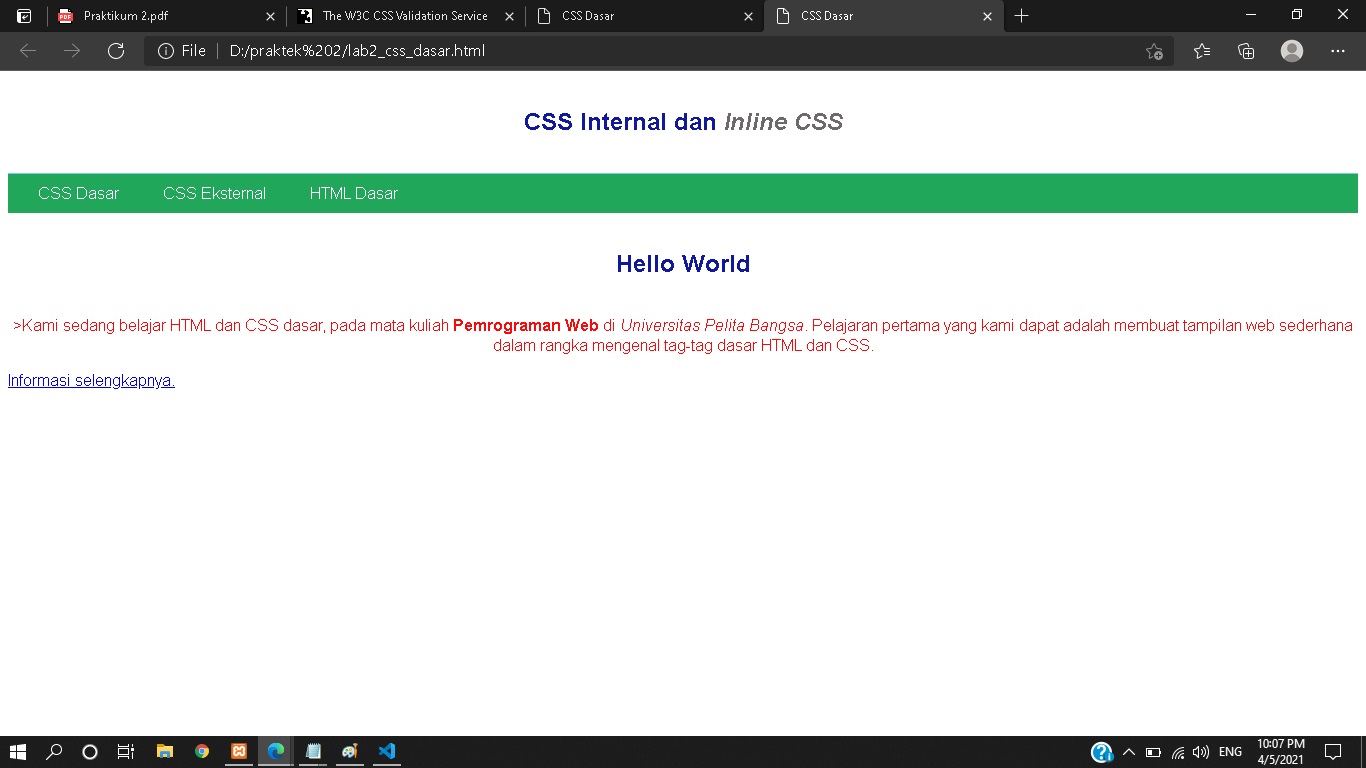 Praktikum 2.pdf
The W3C CSS Validation Service
CSS Dasar
CSS Dasar
File
D:/praktek%202/lab2_css_dasar.html
CSS Internal dan Inline CSS
CSS Dasar
CSS Eksternal
HTML Dasar
Hello World
>Kami sedang belajar HTML dan CSS dasar, pada mata kuliah Pemrograman Web di Universitas Pelita Bangsa. Pelajaran pertama yang kami dapat adalah membuat tampilan web sederhana
dalam rangka mengenal tag-tag dasar HTML dan CSS.
Informasi selengkapnya.
ENG
10:07 PM
4/5/2021